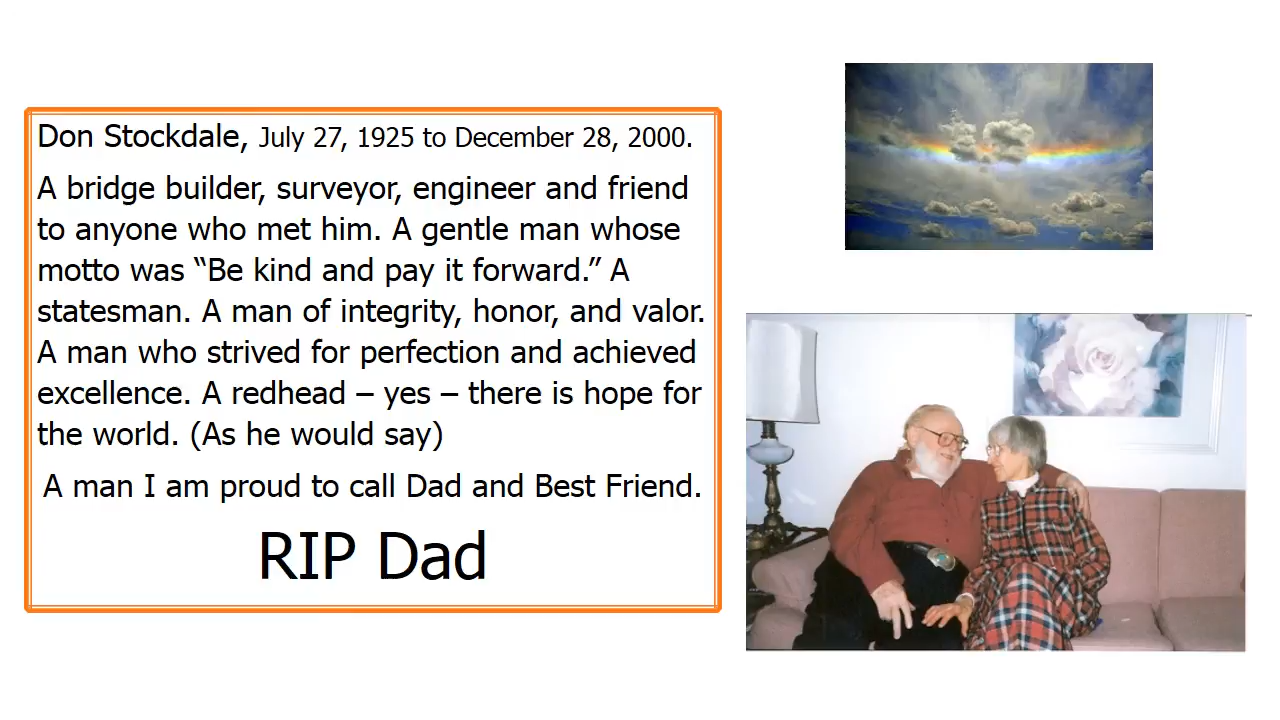 Don Stockdale, July 27, 1925 to December 28, 2000.
A bridge builder, surveyor, engineer and friend
to anyone who met him. A gentle man whose
motto was “Be kind and pay it forward.” A
statesman. A man of integrity, honor, and valor.
A man who strived for perfection and achieved
excellence. A redhead – yes – there is hope for
the world. (As he would say)
A man I am proud to call Dad and Best Friend.
RIP Dad